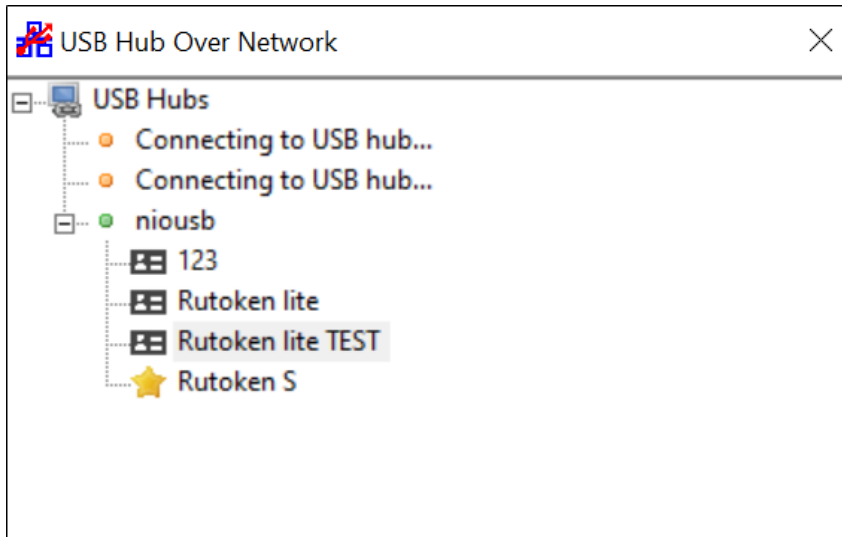 USB Hub Over Network
USB Hubs
Connecting to USB hub...
Connecting to USB hub...
niousb
123
Rutoken lite
Rutoken lite TEST
Rutoken S